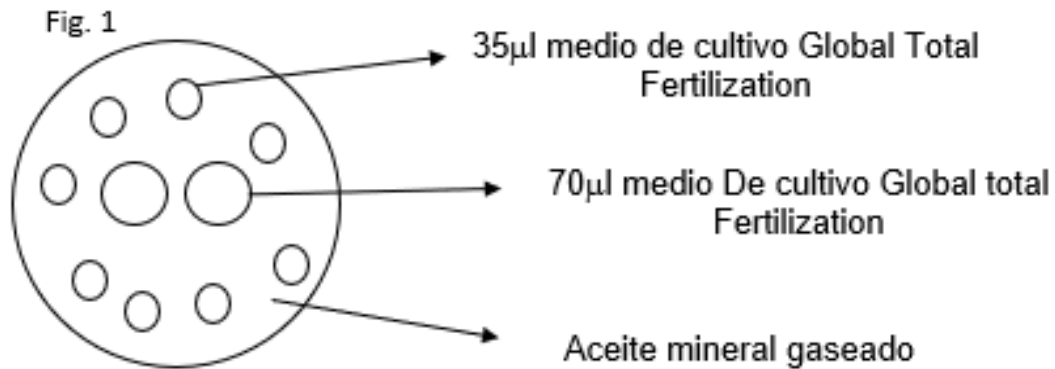 Fig. 1
35µl medio de cultivo Global Total
Fertilization
70µl medio De cultivo Global total
Fertilization
Aceite mineral gaseado